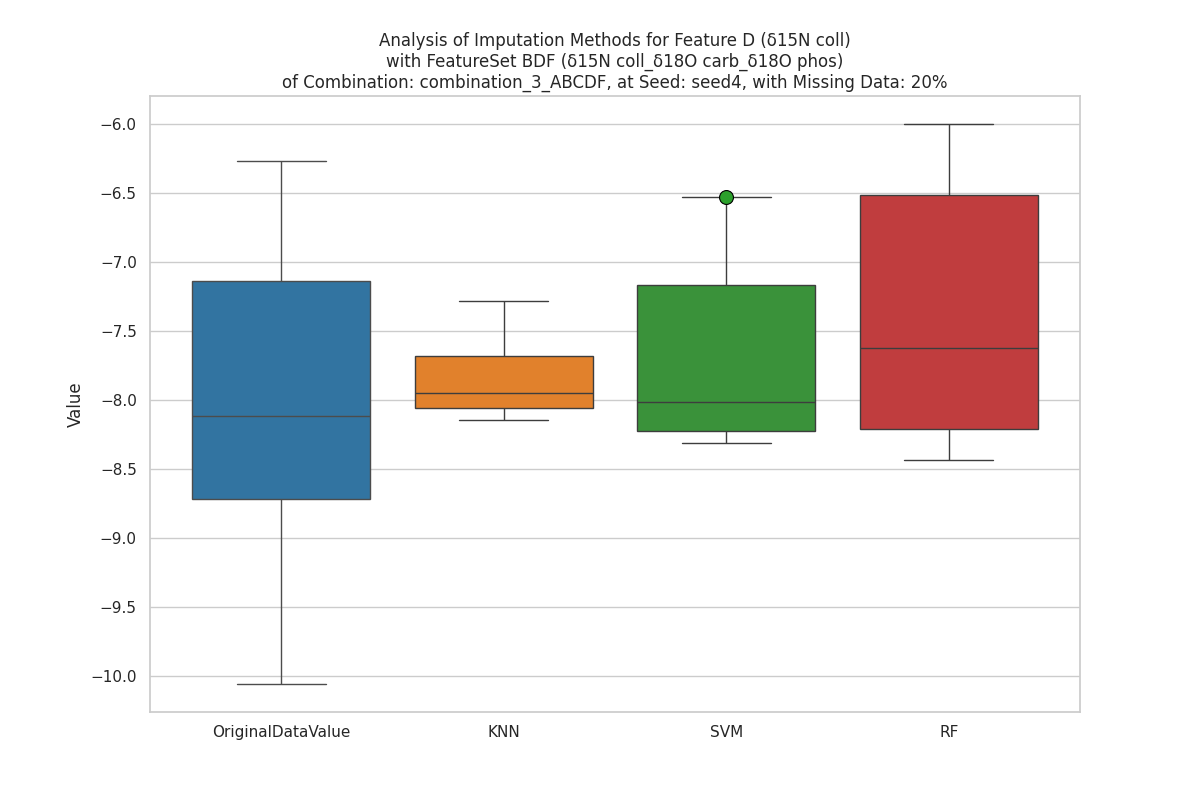 Analysis of Imputation Methods for Feature D (δ15N coll)
with FeatureSet BDF (δ15N coll_δ18O carb_δ18O phos)
of Combination: combination_3_ABCDF, at Seed: seed4, with Missing Data: 20%
−6.0
−6.5
−7.0
−7.5
−8.0
−8.5
−9.0
−9.5
−10.0
Value
OriginalDataValue
KNN
SVM
RF